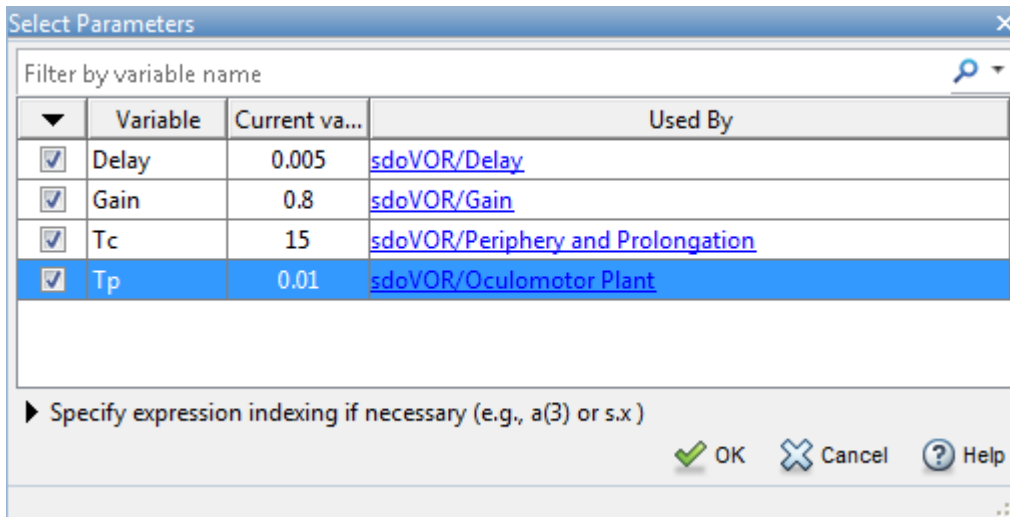 Select Parameters
Filter by variable name
Variable Current va... Used By
Delay 0.005 sdoVOR/Delay
Gain 0.8 sdoVOR/Gain
Tc 15 sdoVOR/Periphery and Prolongation
Tp 0.01 sdoVOR/Oculomotor Plant
Specify expression indexing if necessary (e.g., a(3) or s.x )
OK Cancel Help